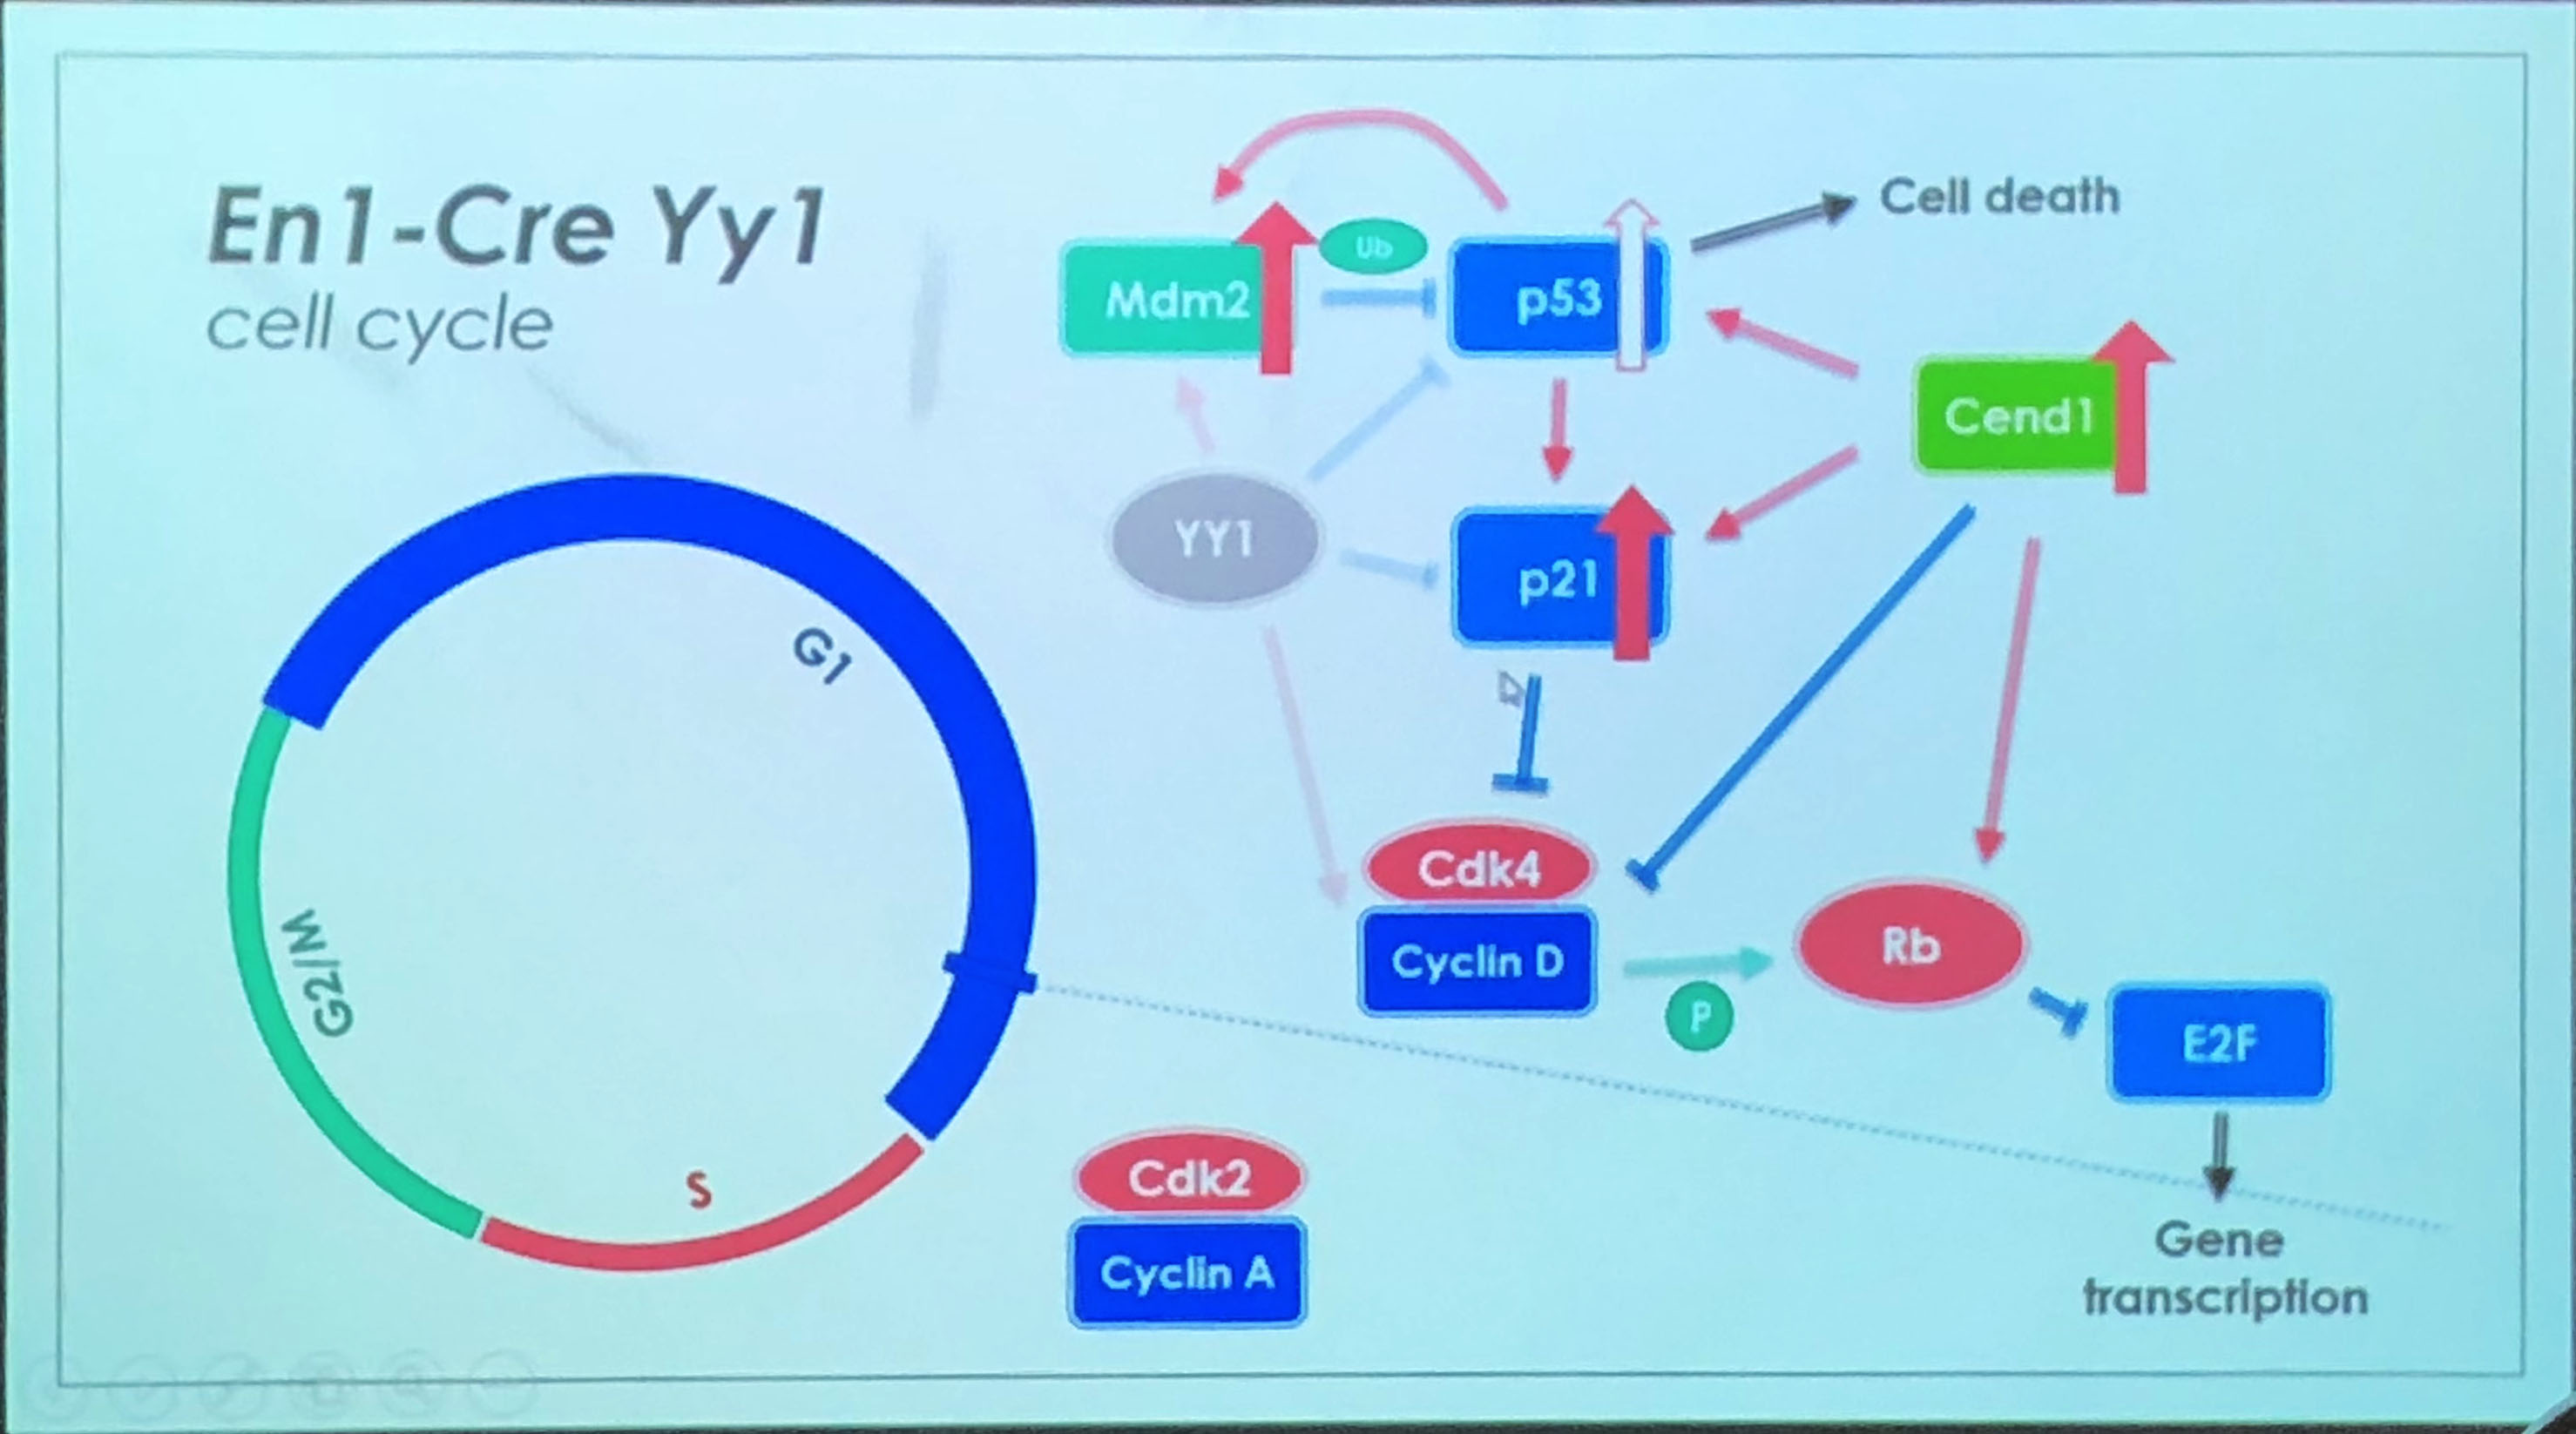 En1-Cre Yy1
cell cycle
Cell death
Ub
Mdm2
p53
Cend1
YY1
p21
G1
Cdk4
Cyclin D
Rb
P
E2F
G2/M
S
Cdk2
Cyclin A
Gene
transcription